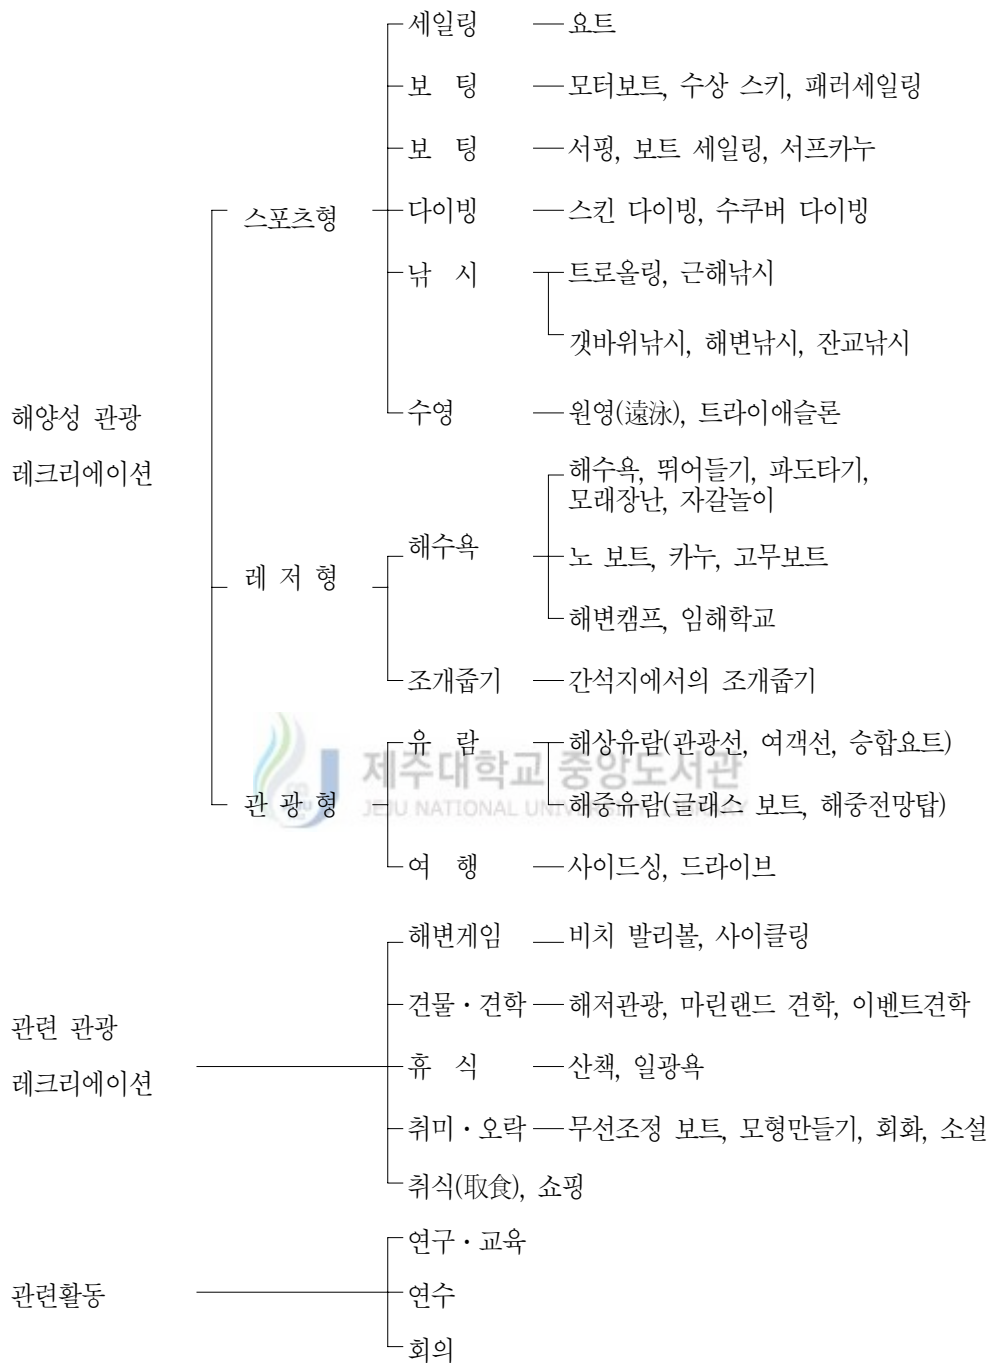 세일링 요트
보 팅 모터보트, 수상 스키, 패러세일링
보 팅 서핑, 보트 세일링, 서프카누
스포츠형 다이빙 스킨 다이빙, 수쿠버 다이빙
낚 시 트로올링, 근해낚시
갯바위낚시, 해변낚시, 잔교낚시
수영 원영(遠泳), 트라이애슬론
해양성 관광
레크리에이션
해수욕, 뛰어들기, 파도타기,
모래장난, 자갈놀이
해수욕 노 보트, 카누, 고무보트
레 저 형
해변캠프, 임해학교
조개줍기 간석지에서의 조개줍기
유 람 해상유람(관광선, 여객선, 승합요트)
제주대학교 중앙도서관
JEJU NATIONAL UNIVERSITY LIBRARY
관 광 형 해중유람(글래스 보트, 해중전망탑)
여 행 사이드싱, 드라이브
해변게임 비치 발리볼, 사이클링
견물·견학 해저관광, 마린랜드 견학, 이벤트견학
관련 관광
레크리에이션
휴 식 산책, 일광욕
취미·오락 무선조정 보트, 모형만들기, 회화, 소설
취식(取食), 쇼핑
연구·교육
관련활동 연수
회의